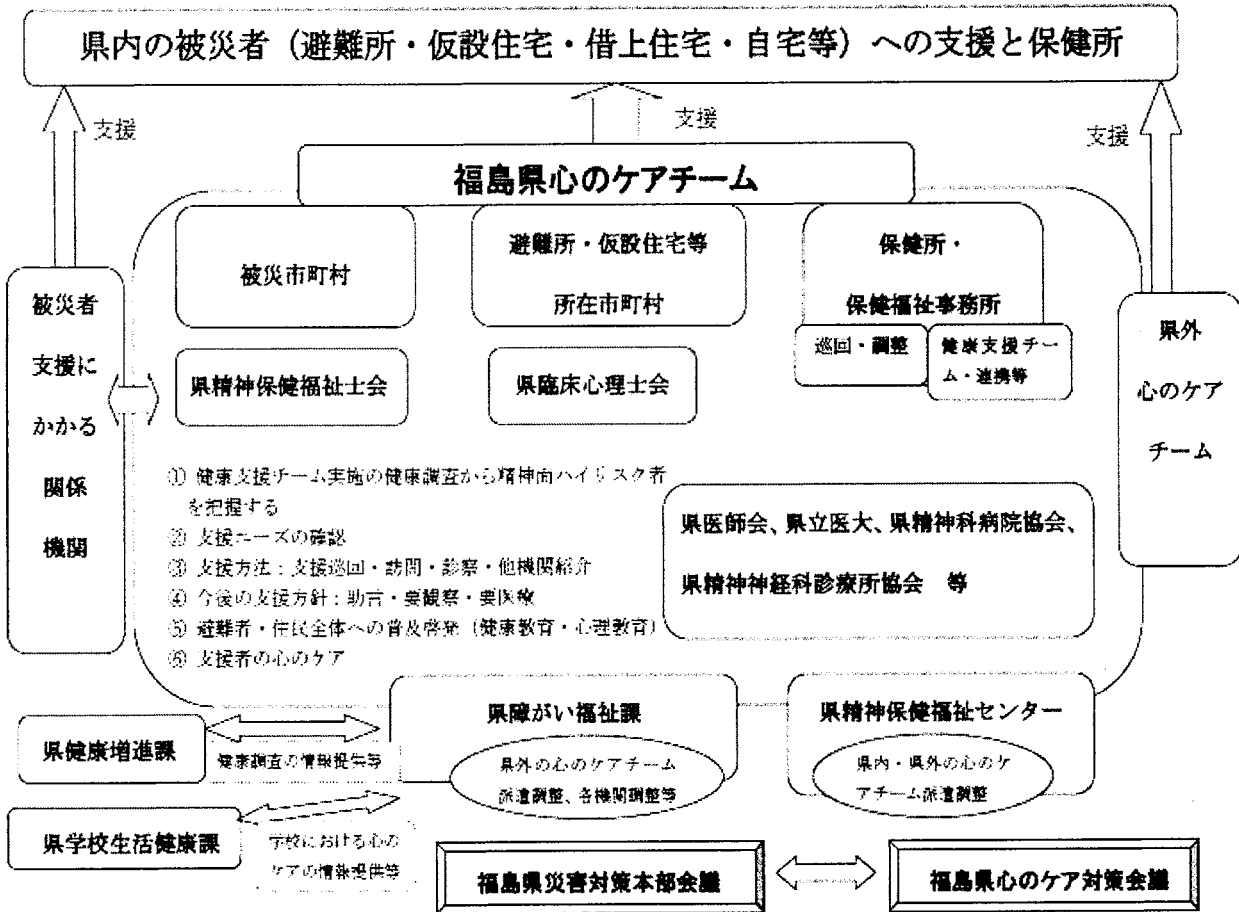 県内の被災者（避難所・仮設住宅・借上住宅・自宅等）への支援と保健所
支援
支援
支援
福島県心のケアチーム
被災市町村
避難所・仮設住宅等
所在市町村
保健所・
保健福祉事務所
巡回・調整
健康支援チー
ム・連携等
県精神保健福祉士会
県臨床心理士会
被災者
支援に
かかる
関係
機関
県外
心のケア
チーム
① 健康支援チーム実施の健康調査から精神面ハイリスク者
を把握する
② 支援ニーズの確認
③ 支援方法：支援巡回・訪問・診察・他機関紹介
④ 今後の支援方針：助言・要観察・要医療
⑤ 避難者・住民全体への普及啓発（健康教育・心理教育）
⑥ 支援者の心のケア
県医師会、県立医大、県精神科病院協会、
県精神神経科診療所協会　等
県障がい福祉課
県外の心のケアチーム
派遣調整、各機関調整等
県精神保健福祉センター
県内・県外の心のケ
アチーム派遣調整
県健康増進課
健康調査の情報提供等
県学校生活健康課
学校における心の
ケアの情報提供等
福島県災害対策本部会議
福島県心のケア対策会議